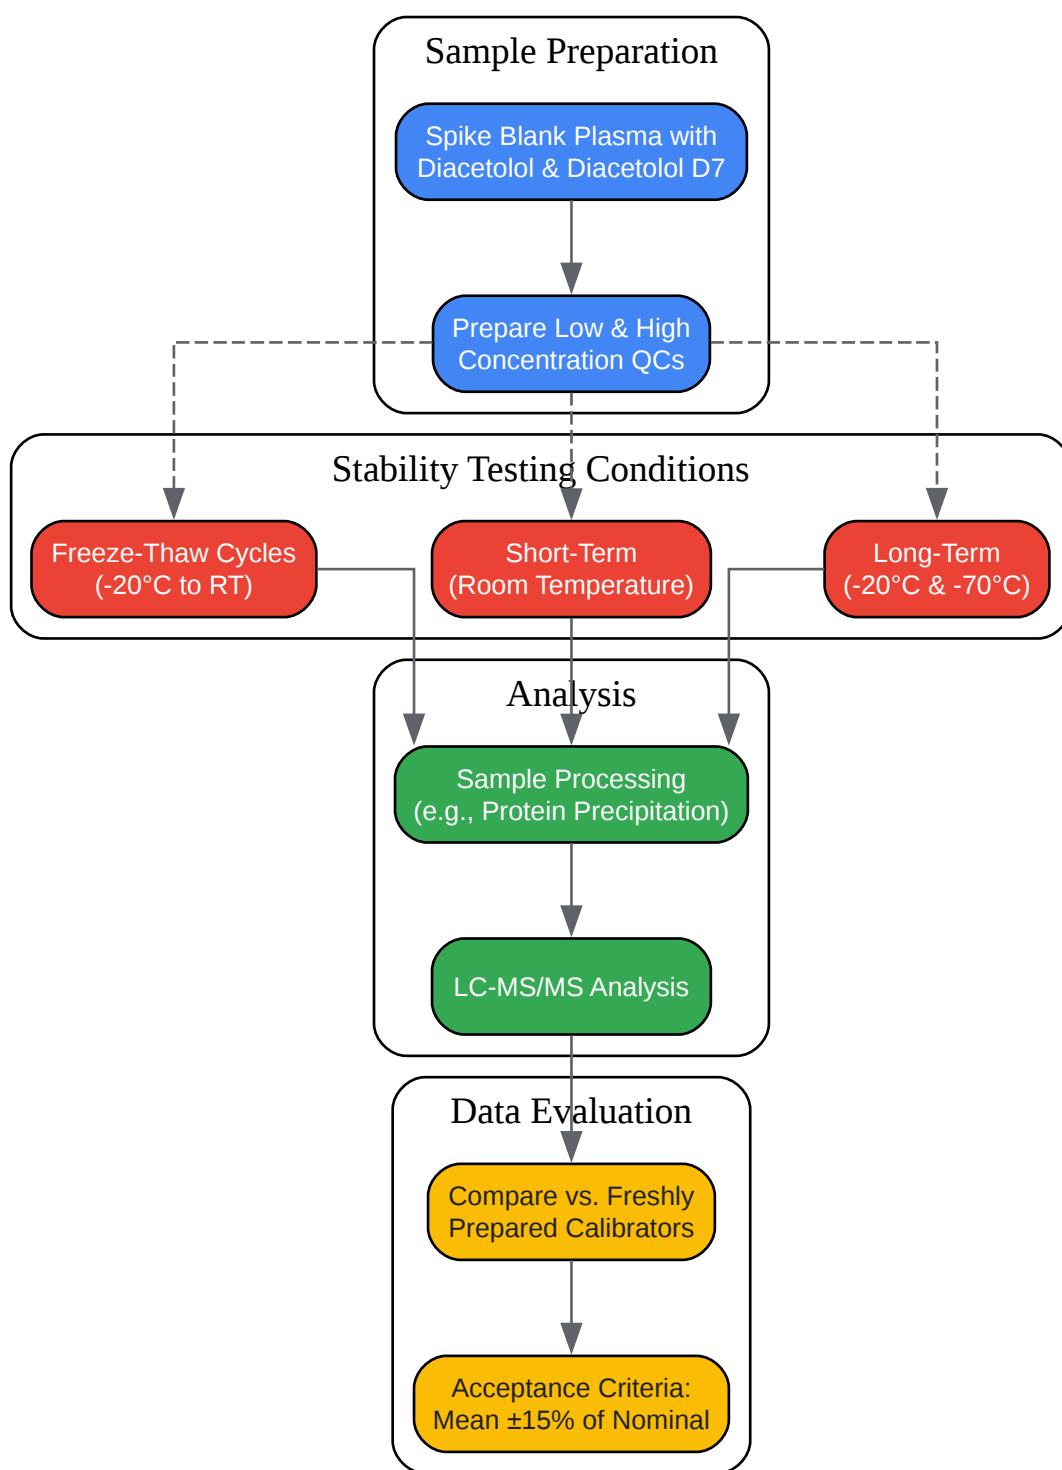 Sample Preparation
Spike Blank Plasma with
Diacetolol & Diacetolol D7
Prepare Low & High
Concentration QCs
Stability Testing Conditions
Freeze-Thaw Cycles
(-20°C to RT)
Short-Term
(Room Temperature)
Long-Term
(-20°C & -70°C)
Analysis
Sample Processing
(e.g., Protein Precipitation)
LC-MS/MS Analysis
Data Evaluation
Compare vs. Freshly
Prepared Calibrators
Acceptance Criteria:
Mean ±15% of Nominal